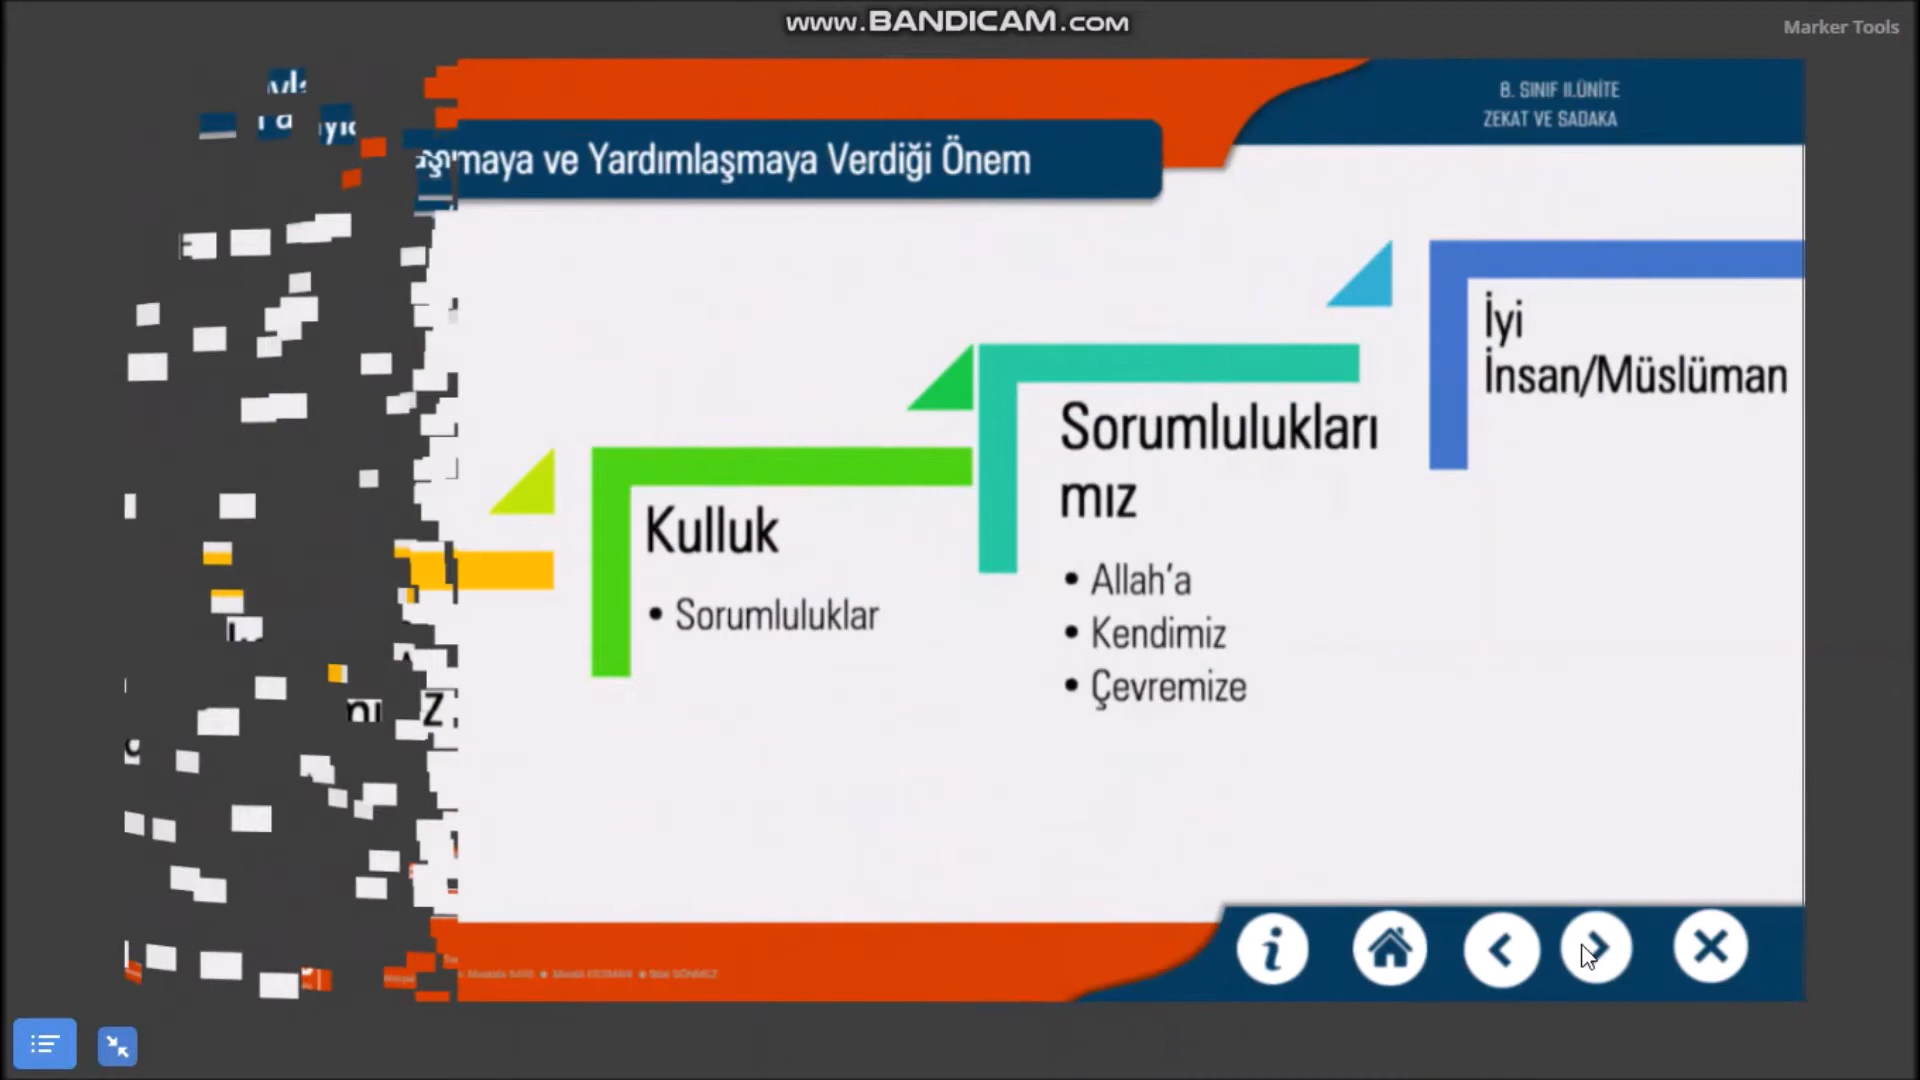 www.BANDICAM.com
Marker Tools
8. SINIF II.ÜNİTE
ZEKAT VE SADAKA
ve Yardımlaşmaya Verdiği Önem
İyi
İnsan/Müslüman
Sorumlulukları
mız
• Allah'a
• Kendimiz
• Çevremize
Kulluk
• Sorumluluklar